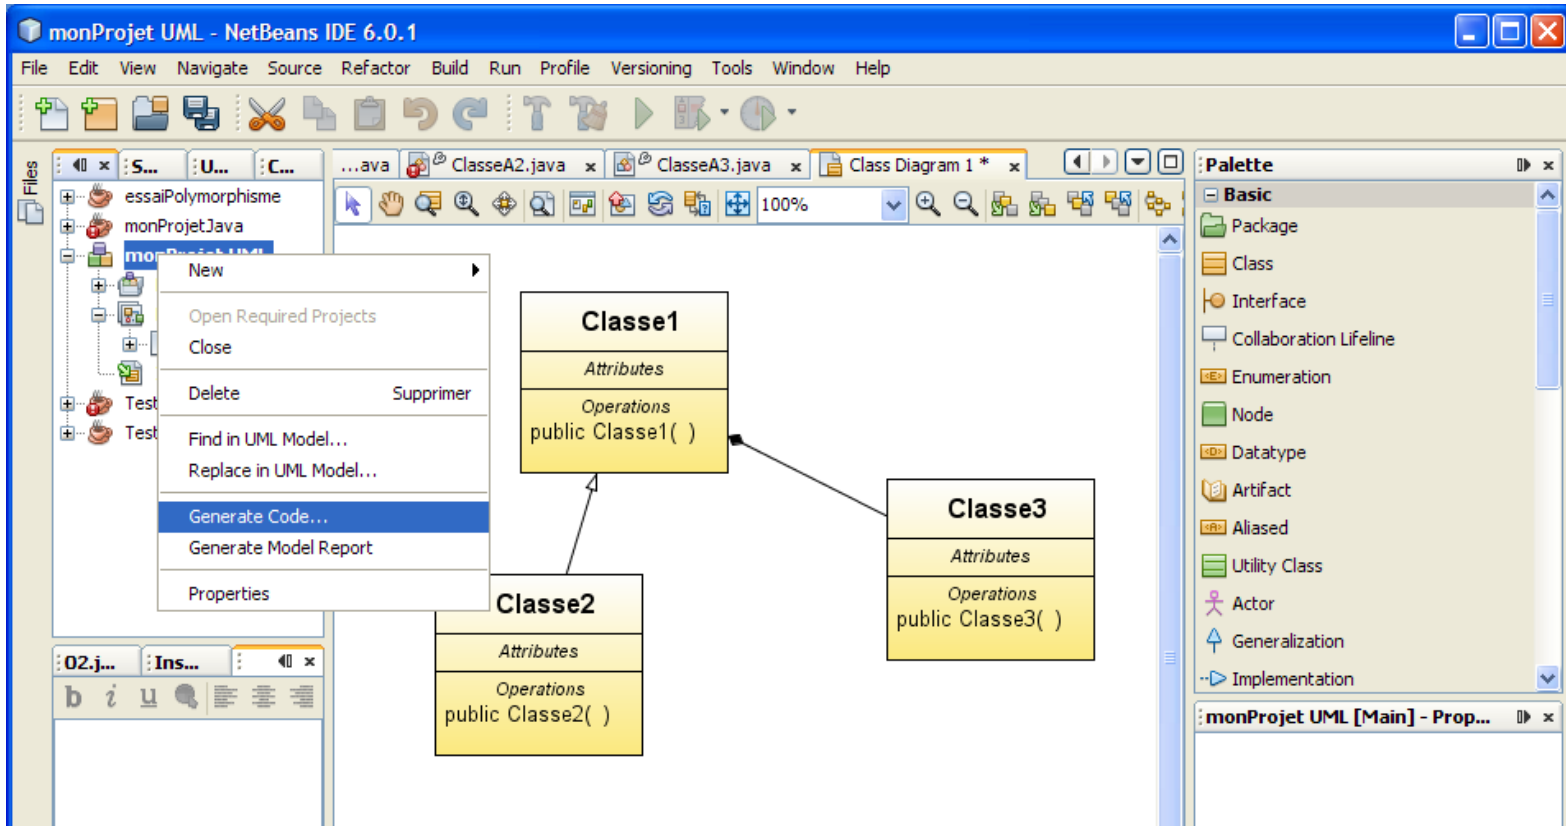 monProjet UML - NetBeans IDE 6.0.1
File Edit View Navigate Source Refactor Build Run Profile Versioning Tools Window Help
Files
S... U... C...
essaiPolymorphisme
monProjetJava
monProjet UML
Test
Test
New
Open Required Projects
Close
Delete Supprimer
Find in UML Model...
Replace in UML Model...
Generate Code...
Generate Model Report
Properties
02.j... Ins...
b i u
...ava ClasseA2.java ClasseA3.java Class Diagram 1 *
100%
Classe1
Attributes
Operations
public Classe1( )
Classe2
Attributes
Operations
public Classe2( )
Classe3
Attributes
Operations
public Classe3( )
Palette
Basic
Package
Class
Interface
Collaboration Lifeline
<E> Enumeration
Node
<D> Datatype
Artifact
<A> Aliased
Utility Class
Actor
Generalization
Implementation
monProjet UML [Main] - Prop...